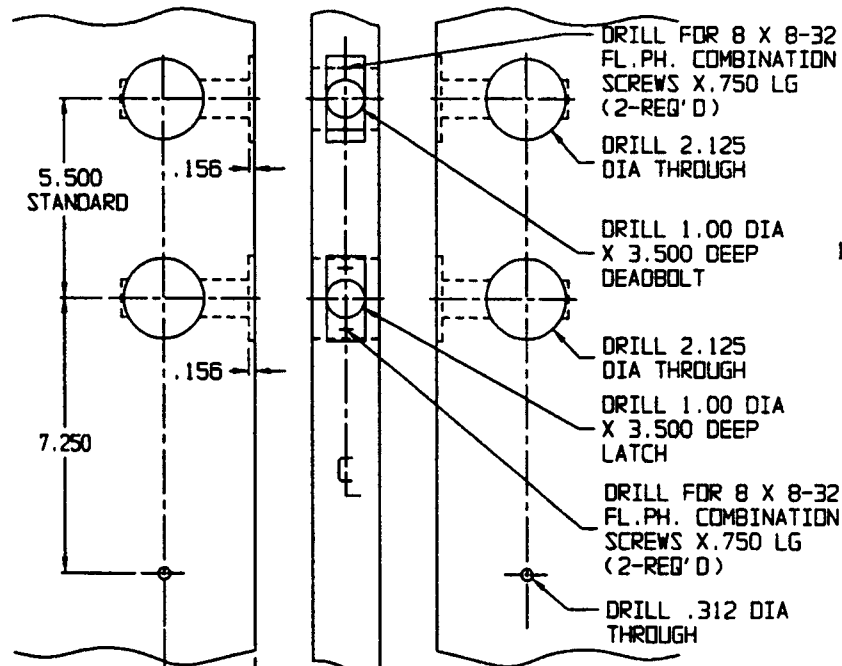 DRILL FOR 8 X 8-32
FL.PH. COMBINATION
SCREWS X.750 LG
(2-REQ'D)
DRILL 2.125
DIA THROUGH
5.500
STANDARD
.156
DRILL 1.00 DIA
X 3.500 DEEP
DEADBOLT
1
DRILL 2.125
DIA THROUGH
.156
DRILL 1.00 DIA
X 3.500 DEEP
LATCH
7.250
DRILL FOR 8 X 8-32
FL.PH. COMBINATION
SCREWS X.750 LG
(2-REQ'D)
DRILL .312 DIA
THROUGH